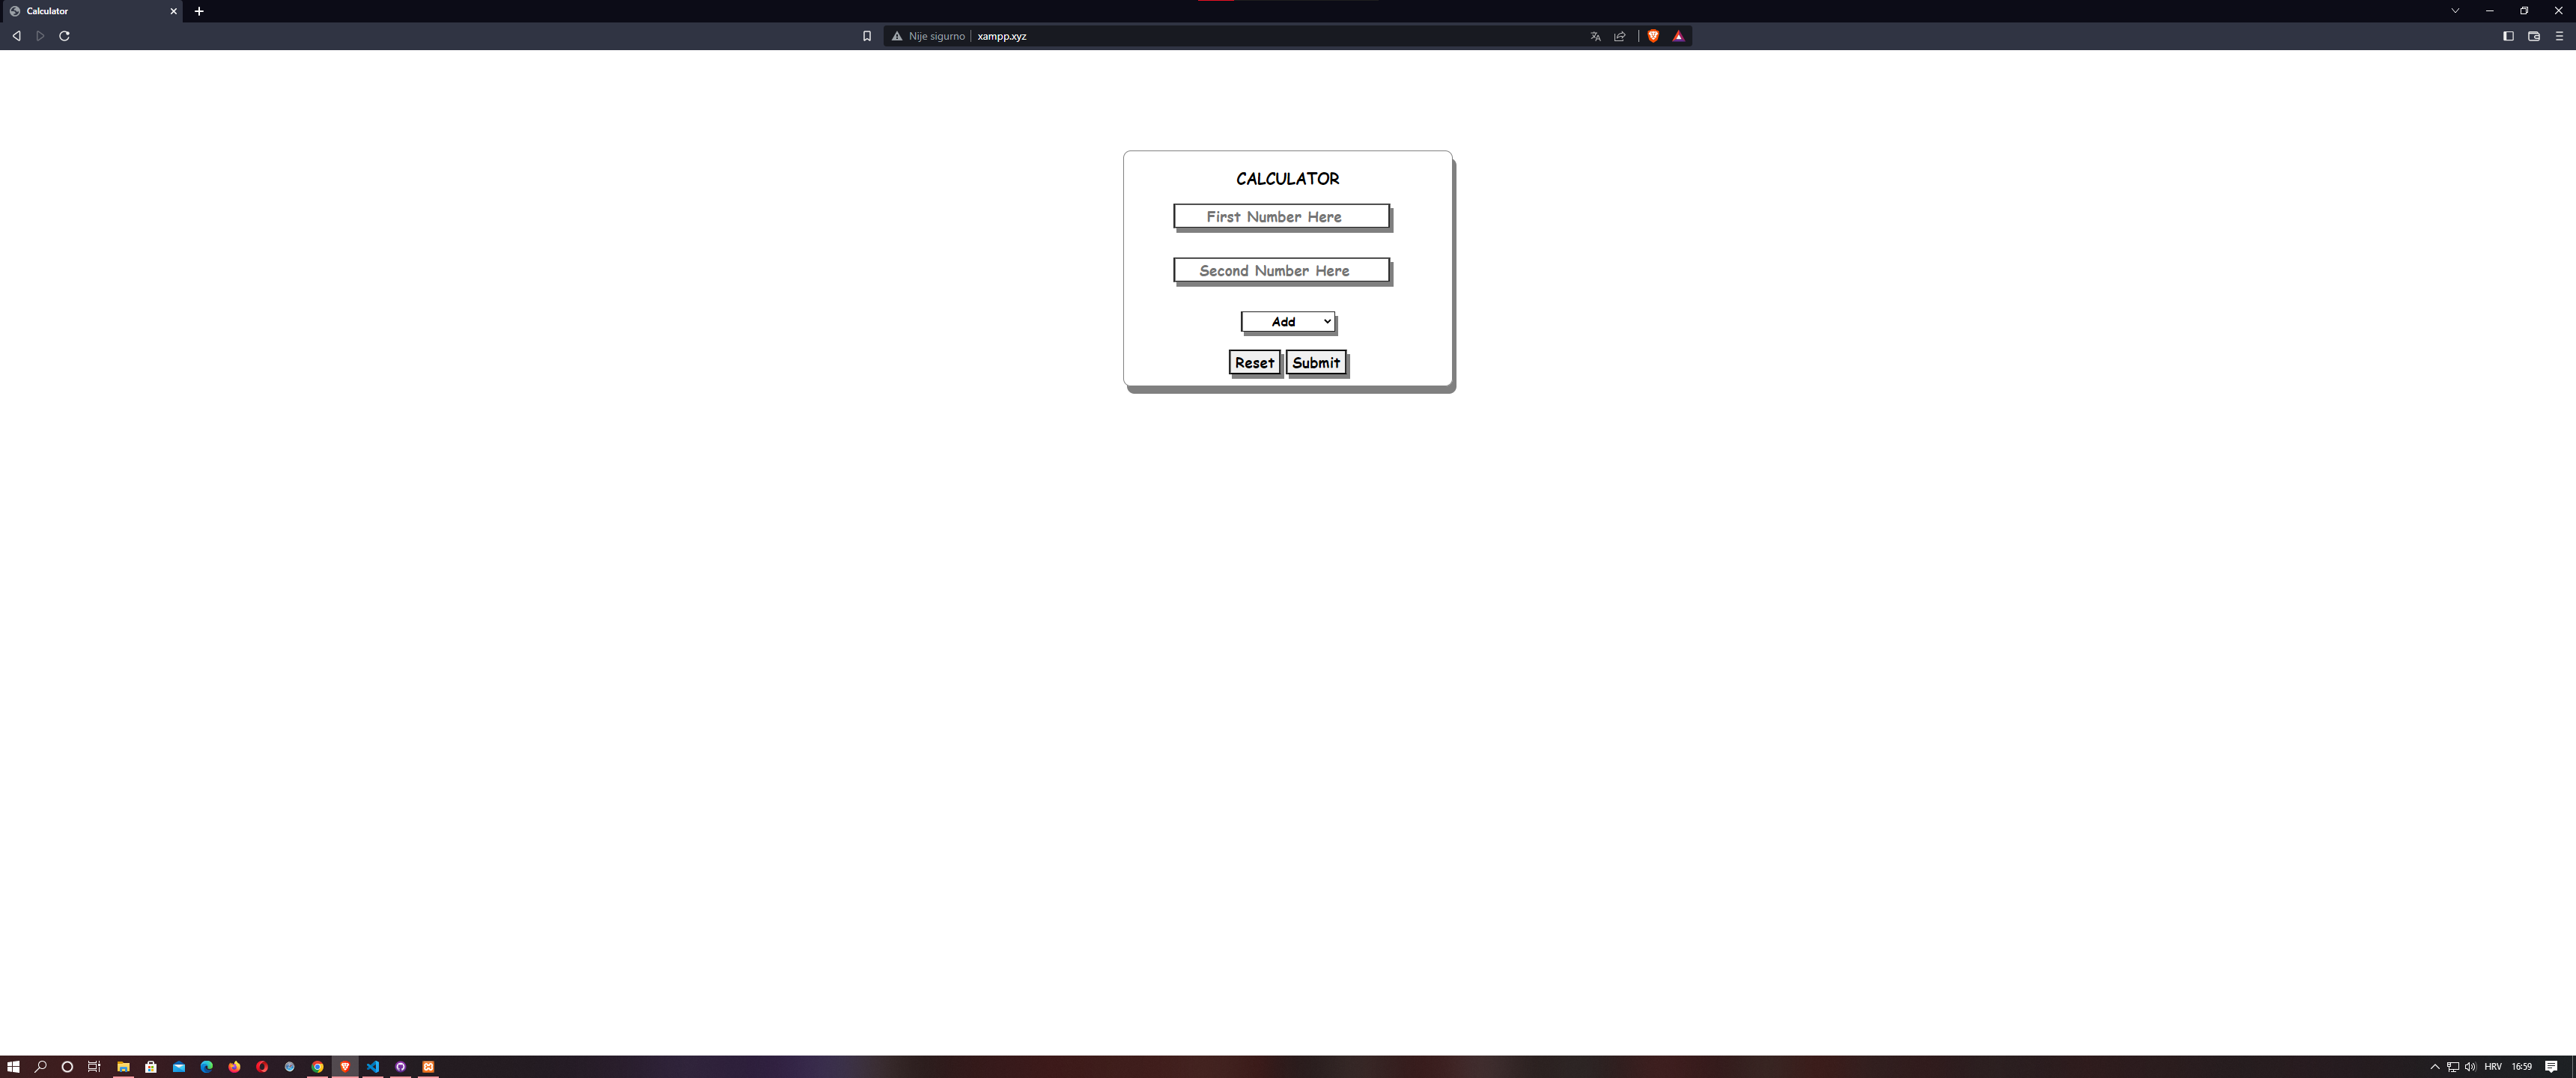 Calculator
Nije sigurno xampp.xyz
CALCULATOR
First Number Here
Second Number Here
Add
Reset Submit
HRV 16:59